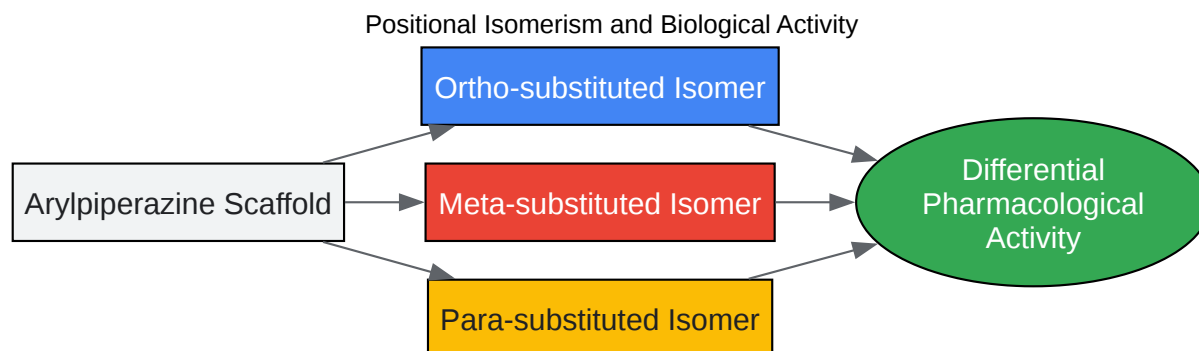 Positional Isomerism and Biological Activity
Ortho-substituted Isomer
Arylpiperazine Scaffold
Meta-substituted Isomer
Para-substituted Isomer
Differential
Pharmacological
Activity